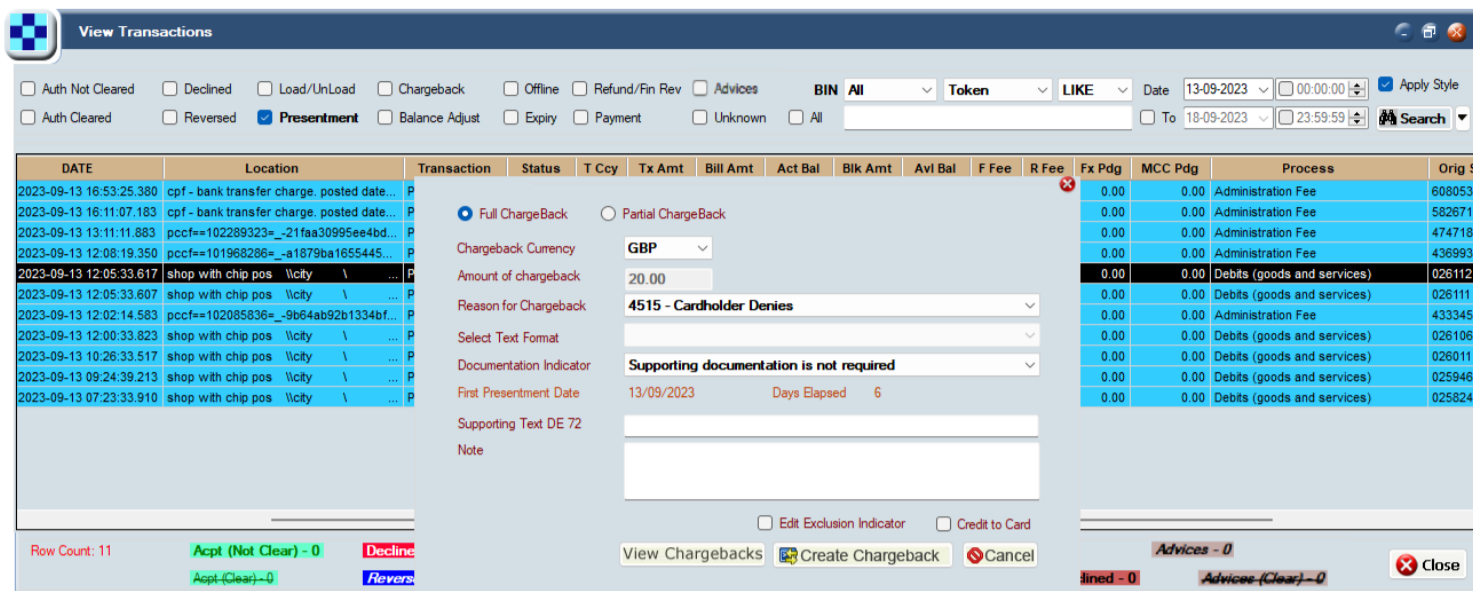 View Transactions
Auth Not Cleared Declined Load/UnLoad Chargeback Offline Refund/Fin Rev Advices BIN All Token LIKE Date 13-09-2023 00:00:00 Apply Style
Auth Cleared Reversed Presentment Balance Adjust Expiry Payment Unknown All To 18-09-2023 23:59:59 Search
DATE Location Transaction Status T Ccy Tx Amt Bill Amt Act Bal Blk Amt Avl Bal F Fee R Fee Fx Pdg MCC Pdg Process Orig S
2023-09-13 16:53:25.380 cpf - bank transfer charge. posted date... P 0.00 0.00 Administration Fee 608053
2023-09-13 16:11:07.183 cpf - bank transfer charge. posted date... P 0.00 0.00 Administration Fee 582671
2023-09-13 13:11:11.883 pccf==102289323=_-21faa30995ee4bd... P 0.00 0.00 Administration Fee 474718
2023-09-13 12:08:19.350 pccf==101968286=_-a1879ba1655445... P 0.00 0.00 Administration Fee 436993
2023-09-13 12:05:33.617 shop with chip pos \\city \ ... P 0.00 0.00 Debits (goods and services) 026112
2023-09-13 12:05:33.607 shop with chip pos \\city \ ... P 0.00 0.00 Debits (goods and services) 026111
2023-09-13 12:02:14.583 pccf==102085836=_-9b64ab92b1334bf... P 0.00 0.00 Administration Fee 433345
2023-09-13 12:00:33.823 shop with chip pos \\city \ ... P 0.00 0.00 Debits (goods and services) 026106
2023-09-13 10:26:33.517 shop with chip pos \\city \ ... P 0.00 0.00 Debits (goods and services) 026011
2023-09-13 09:24:39.213 shop with chip pos \\city \ ... P 0.00 0.00 Debits (goods and services) 025946
2023-09-13 07:23:33.910 shop with chip pos \\city \ ... P 0.00 0.00 Debits (goods and services) 025824
Full ChargeBack Partial ChargeBack
Chargeback Currency GBP
Amount of chargeback 20.00
Reason for Chargeback 4515 - Cardholder Denies
Select Text Format
Documentation Indicator Supporting documentation is not required
First Presentment Date 13/09/2023 Days Elapsed 6
Supporting Text DE 72
Note
Edit Exclusion Indicator Credit to Card
View Chargebacks Create Chargeback Cancel
Row Count: 11 Acpt (Not Clear) - 0 Decline Advices - 0
Acpt (Clear) - 0 Revers lined - 0 Advices (Clear) - 0
Close